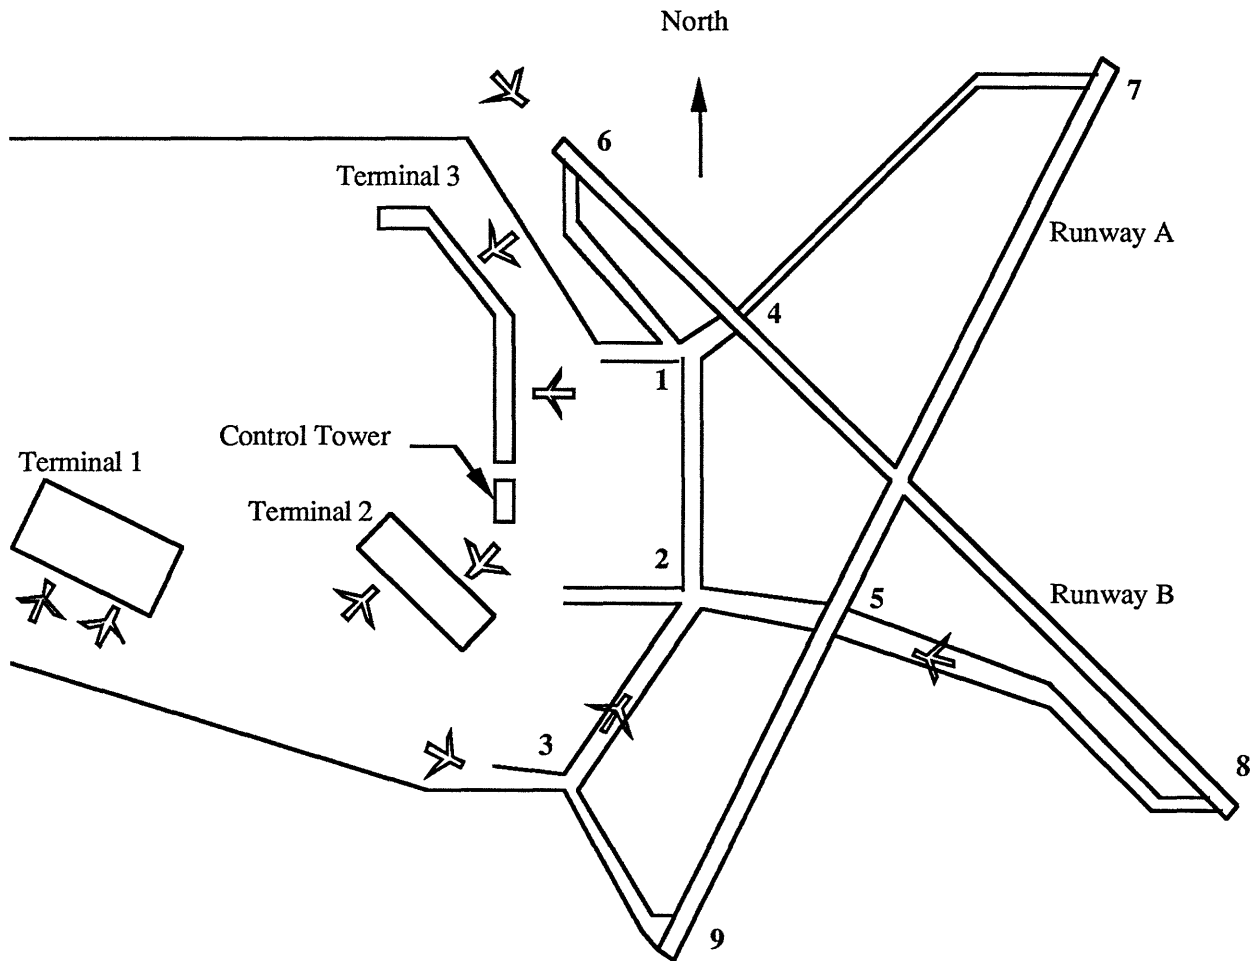 North
7
6
Terminal 3
Runway A
4
1
Control Tower
Terminal 1
Terminal 2
2
5
Runway B
3
8
9